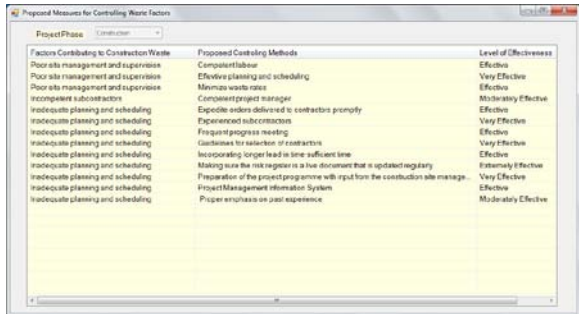 Proposed Measures for Controlling Waste Factors
Project Phase Construction
Factors Contributing to Construction Waste Proposed Controling Methods Level of Effectiveness
Poor site management and supervision Competent labour Effective
Poor site management and supervision Effevtive planning and scheduling Very Effective
Poor site management and supervision Minimize waste rates Effective
Incompetent subcontractors Competent project manager Moderately Effective
Inadequate planning and scheduling Expedite orders delivered to contractors promptly Effective
Inadequate planning and scheduling Experienced subcontractors Very Effective
Inadequate planning and scheduling Frequent progress meeting Effective
Inadequate planning and scheduling Guidelines for selection of contractors Very Effective
Inadequate planning and scheduling Incorporating longer lead in time sufficient time Effective
Inadequate planning and scheduling Making sure the risk register is a live document that is updated regularly Extremely Effective
Inadequate planning and scheduling Preparation of the project programme with input from the construction site manage... Very Effective
Inadequate planning and scheduling Project Management Information System Effective
Inadequate planning and scheduling Proper emphasis on past experience Moderately Effective